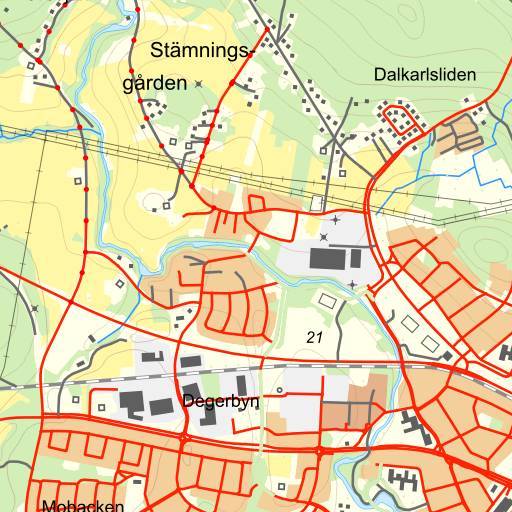 Stämnings-
gården
Dalkarlsliden
21
Degerbyn
Mobacken